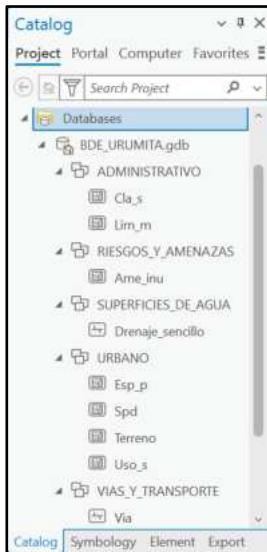 Catalog
Project Portal Computer Favorites
Search Project
Databases
BDE_URUMITA.gdb
ADMINISTRATIVO
Cla_s
Lim_m
RIESGOS_Y_AMENAZAS
Ame_inu
SUPERFICIES_DE_AGUA
Drenaje_sencillo
URBANO
Esp_p
Spd
Terreno
Uso_s
VIAS_Y_TRANSPORTE
Via
Catalog Symbology Element Export